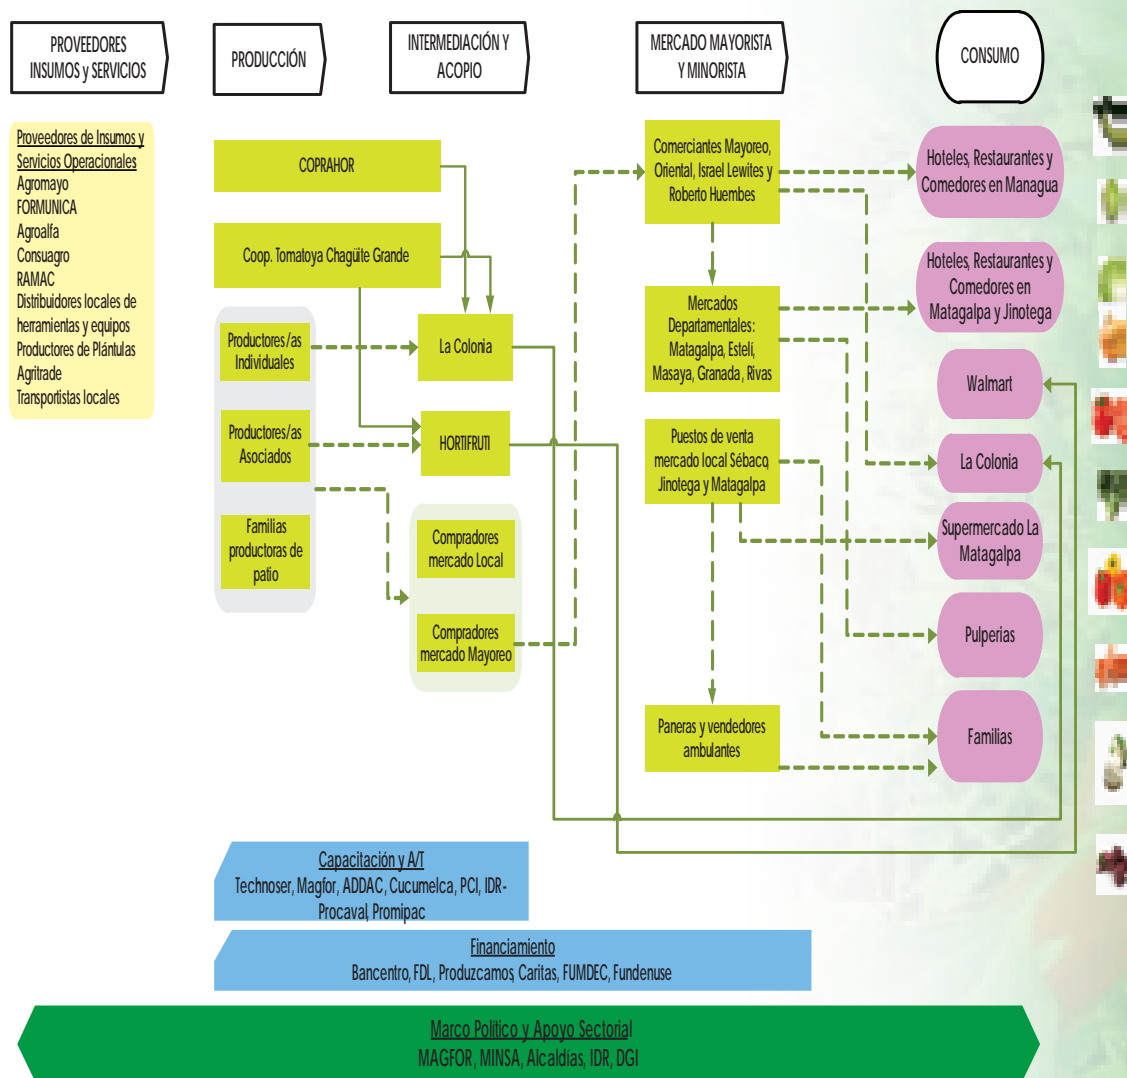 PROVEEDORES
INSUMOS y SERVICIOS
PRODUCCIÓN
INTERMEDIACIÓN Y
ACOPIO
MERCADO MAYORISTA
Y MINORISTA
CONSUMO
Proveedores de Insumos y
Servicios Operacionales
Agromayo
FORMUNICA
Agroalfa
Consuagro
RAMAC
Distribuidores locales de
herramientas y equipos
Productores de Plántulas
Agritrade
Transportistas locales
COPRAHOR
Coop. Tomatoya Chagüite Grande
Productores/as
Individuales
Productores/as
Asociados
Familias
productoras de
patio
La Colonia
HORTIFRUTI
Compradores
mercado Local
Compradores
mercado Mayoreo
Comerciantes Mayoreo,
Oriental, Israel Lewites y
Roberto Huembes
Mercados
Departamentales:
Matagalpa, Estelí,
Masaya, Granada, Rivas
Puestos de venta
mercado local Sébaco,
Jinotega y Matagalpa
Paneras y vendedores
ambulantes
Hoteles, Restaurantes y
Comedores en Managua
Hoteles, Restaurantes y
Comedores en
Matagalpa y Jinotega
Walmart
La Colonia
Supermercado La
Matagalpa
Pulperias
Familias
Capacitación y A/T
Technoser, Magfor, ADDAC, Cucumelca, PCI, IDR-
Procaval, Promipac
Financiamiento
Bancentro, FDL, Produzcamos, Caritas, FUMDEC, Fundenuse
Marco Político y Apoyo Sectorial
MAGFOR, MINSA, Alcaldías, IDR, DGI